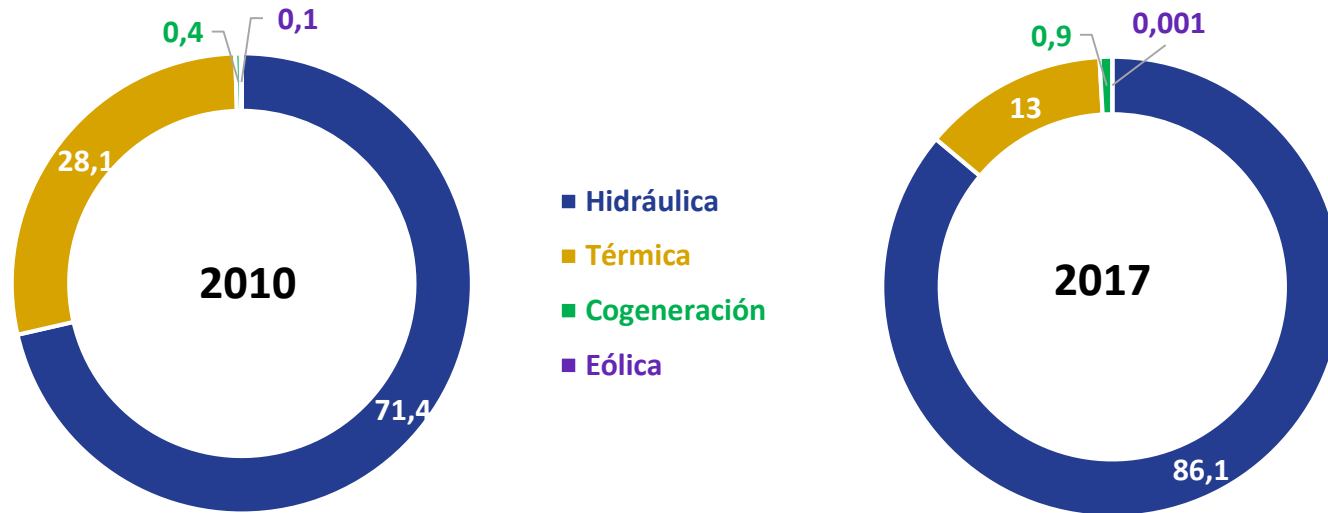 0,4
0,1
28,1
71,4
2010
Hidráulica
Térmica
Cogeneración
Eólica
0,9
0,001
13
86,1
2017